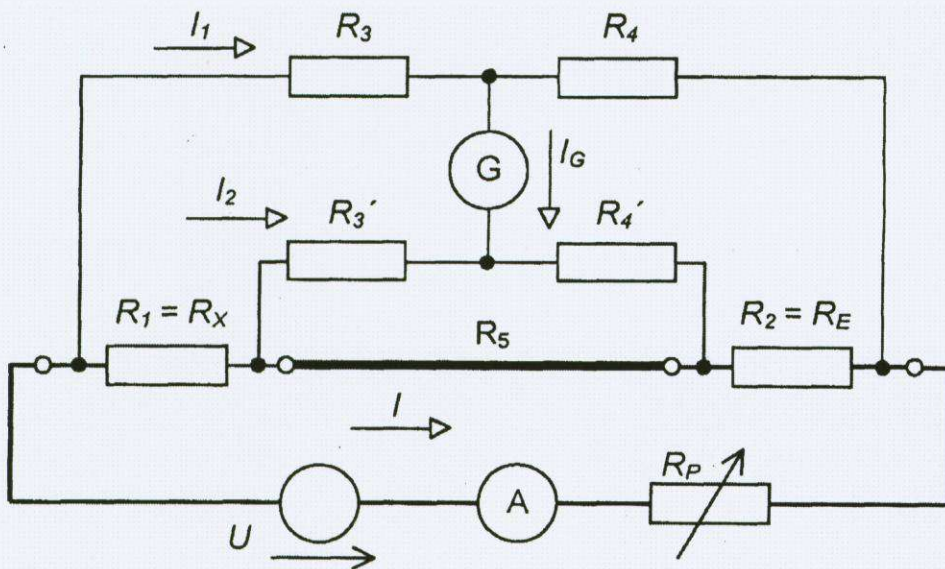 I1 R3 R4
G IG
I2 R3´ R4´
R1 = RX R5 R2 = RE
I
U A RP